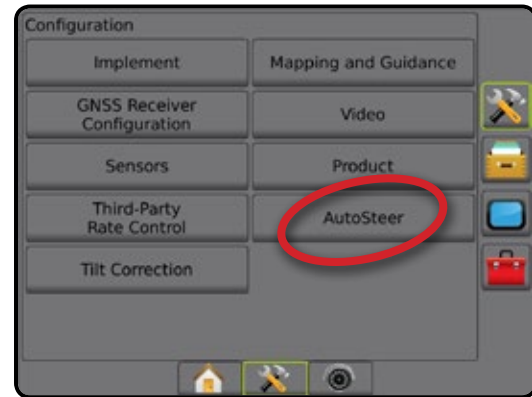 Configuration
Implement
Mapping and Guidance
GNSS Receiver
Configuration
Video
Sensors
Product
Third-Party
Rate Control
AutoSteer
Tilt Correction